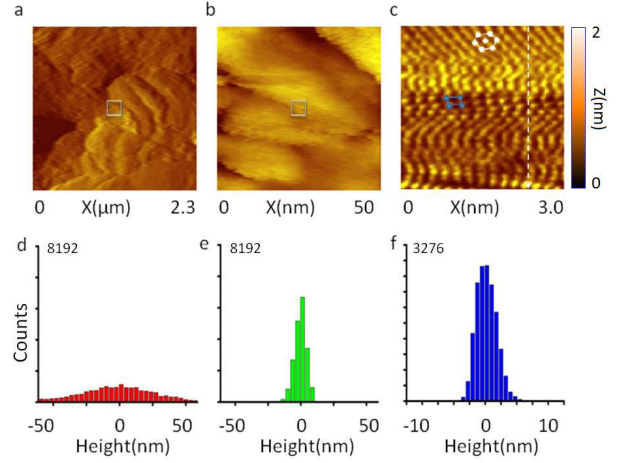 a
b
c
2
Z(nm)
0
0 X(μm) 2.3
0 X(nm) 50
0 X(nm) 3.0
d
8192
e
8192
f
3276
Counts
-50 0 50
-50 0 50
-10 0 10
Height(nm)
Height(nm)
Height(nm)